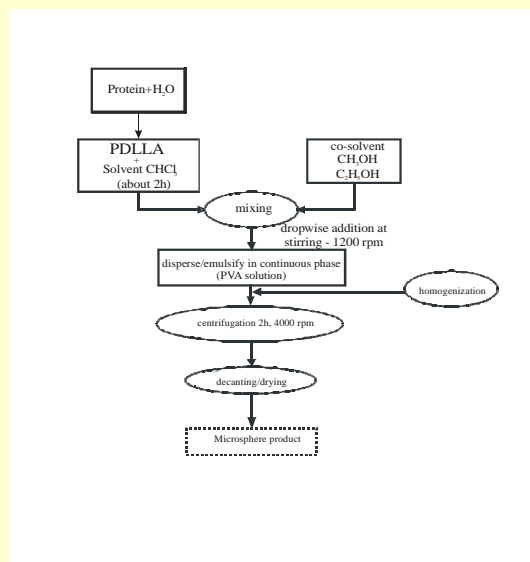 Protein+H₂O
PDLLA
+
Solvent CHCl₃
(about 2h)
co-solvent
CH₃OH
C₂H₅OH
mixing
dropwise addition at
stirring - 1200 rpm
disperse/emulsify in continuous phase
(PVA solution)
homogenization
centrifugation 2h, 4000 rpm
decanting/drying
Microsphere product